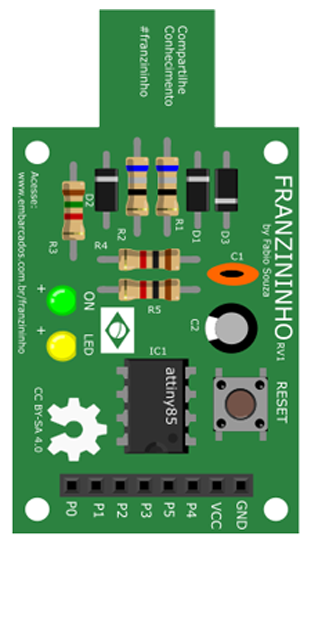 Compartilhe
Conhecimento
#franzininho
FRANZININHO RV1
by Fabio Souza
Acesse:
www.embarcados.com.br/franzininho
D2
R3
R4
R2
R1
D1
D3
C1
R5
C2
+ ON
+ LED
IC1
attiny85
RESET
CC BY-SA 4.0
P0 P1 P2 P3 P5 P4 VCC GND